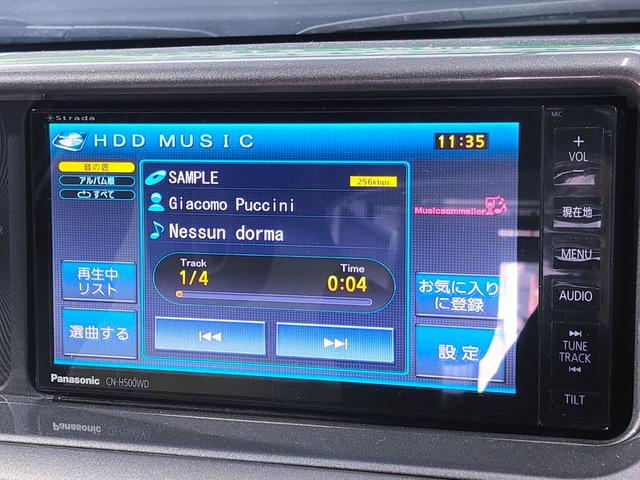 Strada
MIC
HDD MUSIC
11:35
音の匠
アルバム順
すべて
SAMPLE
256kbps
Giacomo Puccini
Musicsommelier
Nessun dorma
Track
1/4
Time
0:04
再生中
リスト
選曲する
お気に入り
に登録
設定
+
VOL
現在地
MENU
AUDIO
TUNE
TRACK
TILT
Panasonic
CN-H500WD